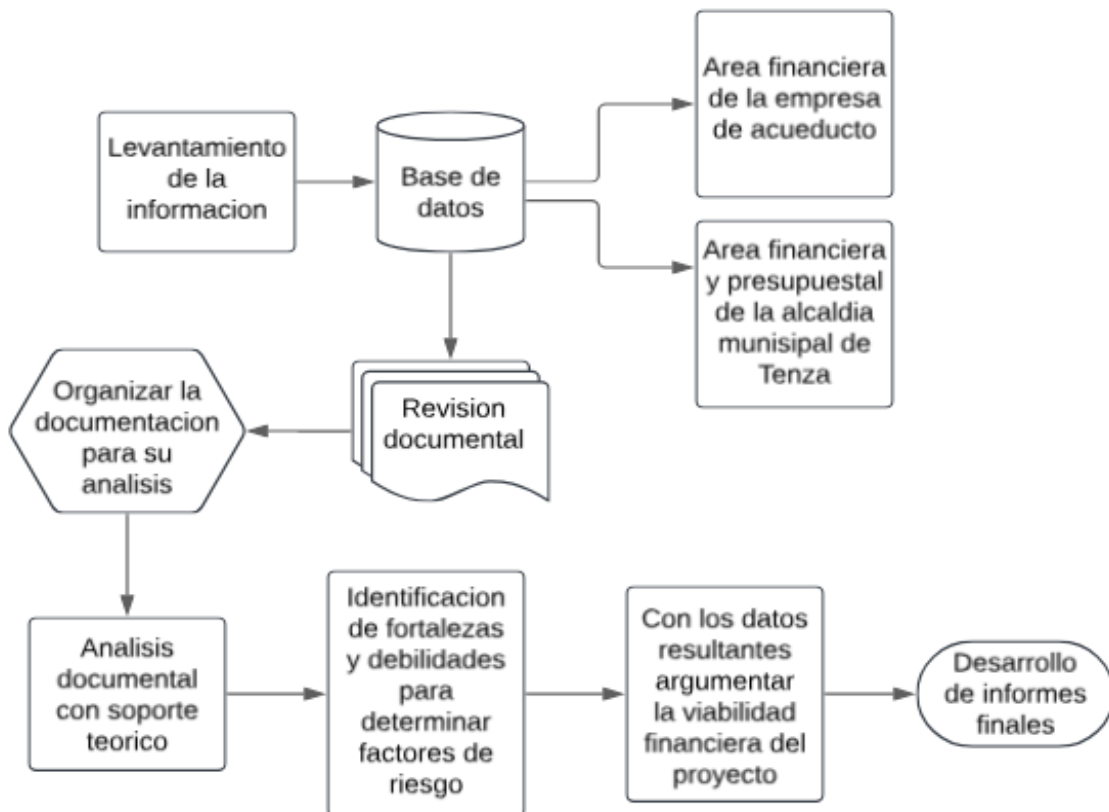 Levantamiento
de la
informacion
Base de
datos
Area financiera
de la empresa
de acueducto
Area financiera
y presupuestal
de la alcaldia
munisipal de
Tenza
Revision
documental
Organizar la
documentacion
para su
analisis
Analisis
documental
con soporte
teorico
Identificacion
de fortalezas
y debilidades
para
determinar
factores de
riesgo
Con los datos
resultantes
argumentar
la viabilidad
financiera del
proyecto
Desarrollo
de informes
finales